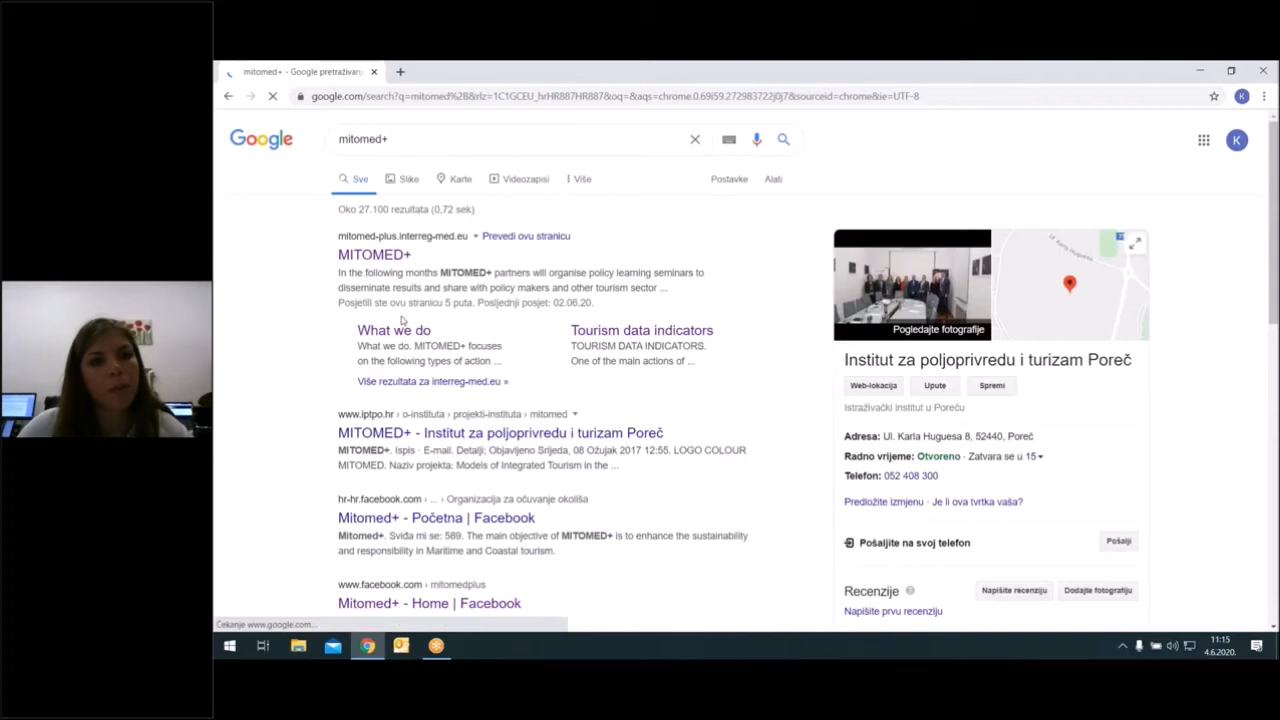 mitomed+ - Google pretraživanj
google.com/search?q=mitomed%2B&rlz=1C1GCEU_hrHR887HR887&oq=&aqs=chrome.0.69i59.272983722j0j7&sourceid=chrome&ie=UTF-8
K
Google
mitomed+
K
Sve
Slike
Karte
Videozapisi
Više
Postavke
Alati
Oko 27.100 rezultata (0,72 sek)
mitomed-plus.interreg-med.eu Prevedi ovu stranicu
MITOMED+
In the following months MITOMED+ partners will organise policy learning seminars to
disseminate results and share with policy makers and other tourism sector ...
Posjetili ste ovu stranicu 5 puta. Posljednji posjet: 02.06.20.
What we do
What we do. MITOMED+ focuses
on the following types of action ...
Tourism data indicators
TOURISM DATA INDICATORS.
One of the main actions of ...
Više rezultata za interreg-med.eu »
www.iptpo.hr › o-instituta › projekti-instituta › mitomed
MITOMED+ - Institut za poljoprivredu i turizam Poreč
MITOMED+. Ispis · E-mail. Detalji; Objavljeno Srijeda, 08 Ožujak 2017 12:55. LOGO COLOUR
MITOMED. Naziv projekta: Models of Integrated Tourism in the ...
hr-hr.facebook.com › ... › Organizacija za očuvanje okoliša
Mitomed+ - Početna | Facebook
Mitomed+. Sviđa mi se: 589. The main objective of MITOMED+ is to enhance the sustainability
and responsibility in Maritime and Coastal tourism.
www.facebook.com › mitomedplus
Mitomed+ - Home | Facebook
Čekanje www.google.com...
Ul. Karla Huguesa
Pogledajte fotografije
Institut za poljoprivredu i turizam Poreč
Web-lokacija
Upute
Spremi
Istraživački institut u Poreču
Adresa: Ul. Karla Huguesa 8, 52440, Poreč
Radno vrijeme: Otvoreno · Zatvara se u 15
Telefon: 052 408 300
Predložite izmjenu · Je li ova tvrtka vaša?
Pošaljite na svoj telefon
Pošalji
Recenzije
Napišite recenziju
Dodajte fotografiju
Napišite prvu recenziju
11:15
4.6.2020.